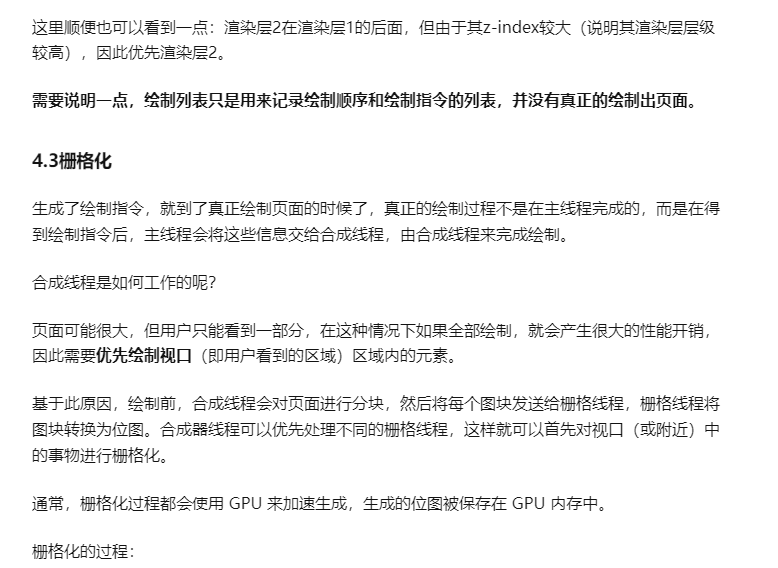 这里顺便也可以看到一点：渲染层2在渲染层1的后面，但由于其z-index较大（说明其渲染层层级
较高），因此优先渲染层2。
需要说明一点，绘制列表只是用来记录绘制顺序和绘制指令的列表，并没有真正的绘制出页面。
4.3栅格化
生成了绘制指令，就到了真正绘制页面的时候了，真正的绘制过程不是在主线程完成的，而是在得
到绘制指令后，主线程会将这些信息交给合成线程，由合成线程来完成绘制。
合成线程是如何工作的呢？
页面可能很大，但用户只能看到一部分，在这种情况下如果全部绘制，就会产生很大的性能开销，
因此需要优先绘制视口（即用户看到的区域）区域内的元素。
基于此原因，绘制前，合成线程会对页面进行分块，然后将每个图块发送给栅格线程，栅格线程将
图块转换为位图。合成器线程可以优先处理不同的栅格线程，这样就可以首先对视口（或附近）中
的事物进行栅格化。
通常，栅格化过程都会使用 GPU 来加速生成，生成的位图被保存在 GPU 内存中。
栅格化的过程：